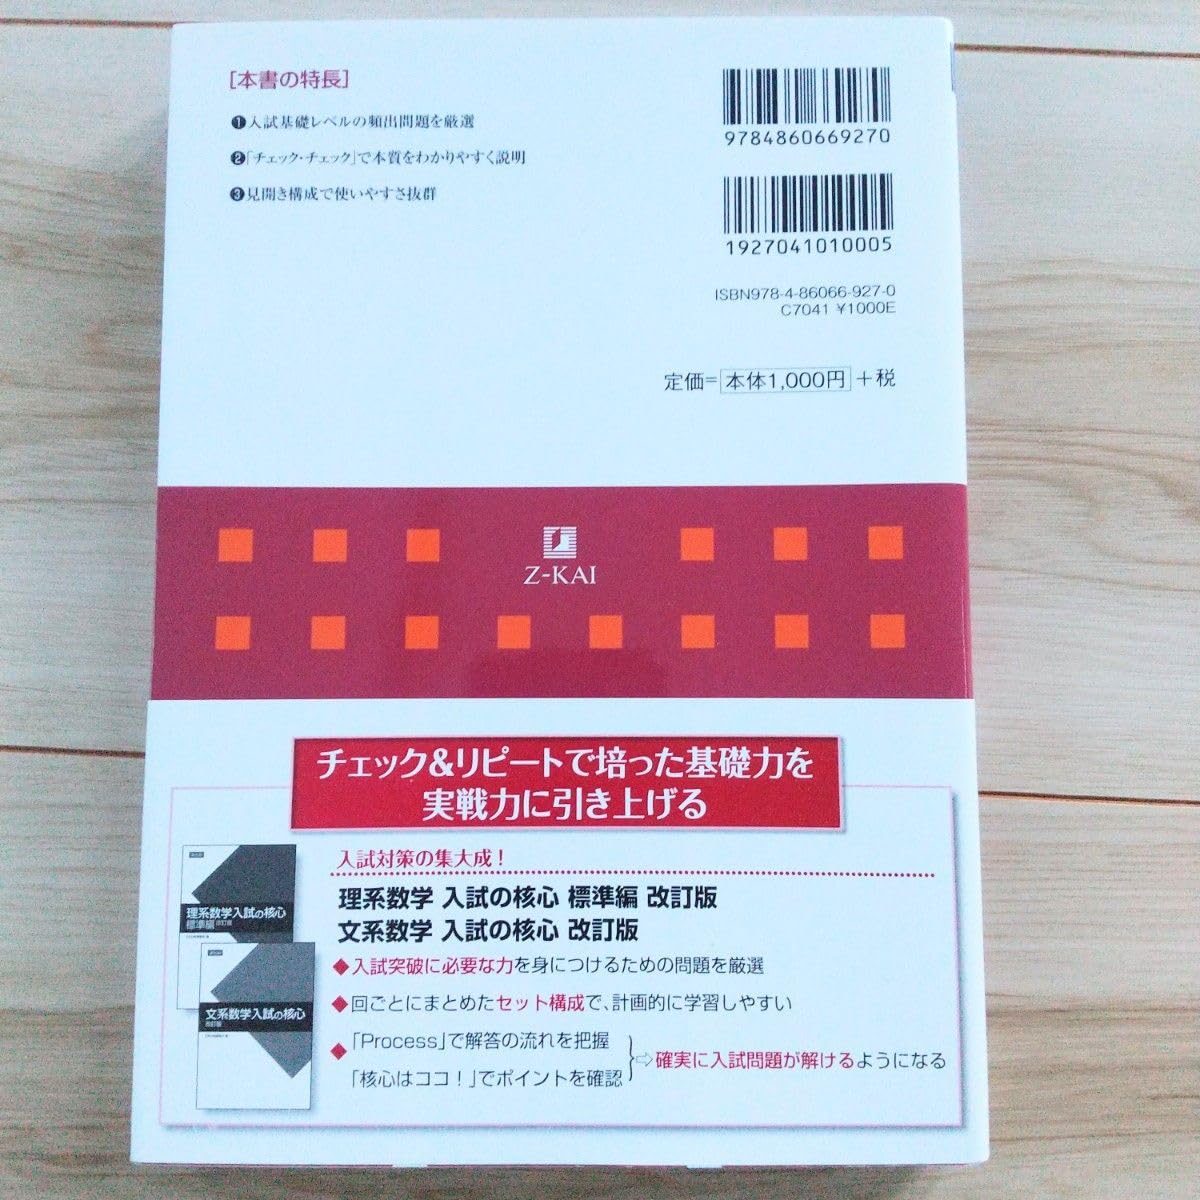 [本書の特長]
❶入試基礎レベルの頻出問題を厳選
❷「チェック・チェック」で本質をわかりやすく説明
❸見開き構成で使いやすさ抜群
9784860669270
1927041010005
ISBN978-4-86066-927-0
C7041 ¥1000E
定価=本体1,000円+税
Z-KAI
チェック&リピートで培った基礎力を
実戦力に引き上げる
入試対策の集大成!
理系数学 入試の核心 標準編 改訂版
文系数学 入試の核心 改訂版
◆入試突破に必要な力を身につけるための問題を厳選
◆回ごとにまとめたセット構成で、計画的に学習しやすい
◆「Process」で解答の流れを把握
「核心はココ!」でポイントを確認
⇨確実に入試問題が解けるようになる
理系数学入試の核心
標準編 改訂版
文系数学入試の核心
改訂版